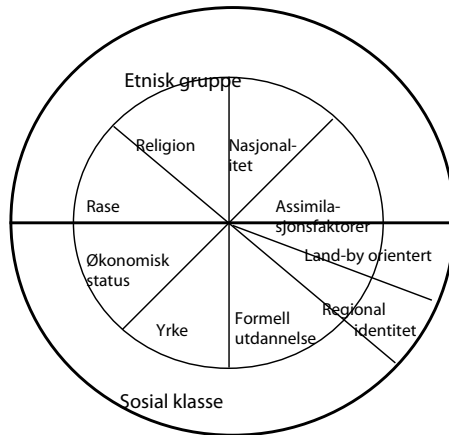 Etnisk gruppe
Religion
Nasjonal-
itet
Rase
Assimila-
sjonsfaktorer
Økonomisk
status
Land-by orientert
Yrke
Formell
utdannelse
Regional
identitet
Sosial klasse